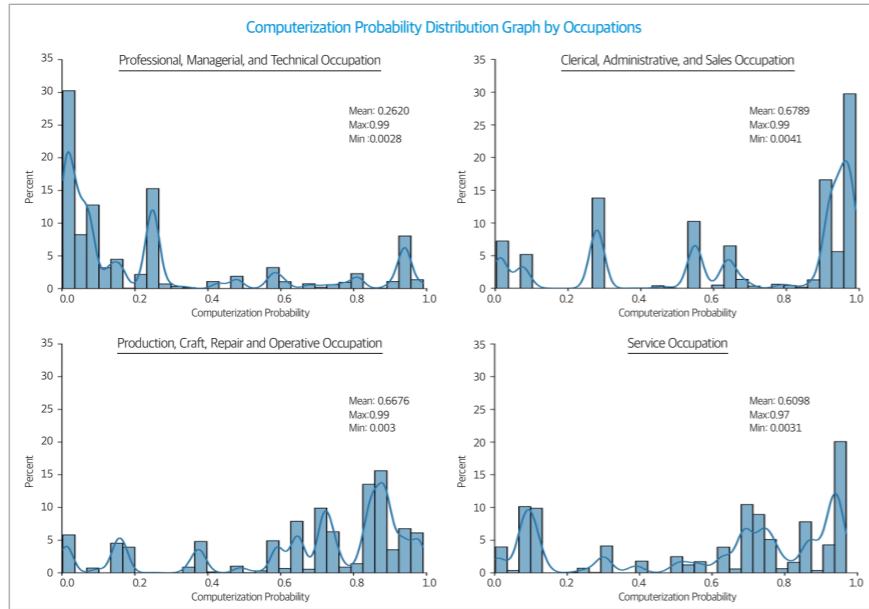 Computerization Probability Distribution Graph by Occupations
Professional, Managerial, and Technical Occupation
35
30
25
20
15
10
5
0
Percent
Mean: 0.2620
Max:0.99
Min :0.0028
0.0 0.2 0.4 0.6 0.8 1.0
Computerization Probability
Clerical, Administrative, and Sales Occupation
35
30
25
20
15
10
5
0
Percent
Mean: 0.6789
Max:0.99
Min :0.0041
0.0 0.2 0.4 0.6 0.8 1.0
Computerization Probability
Production, Craft, Repair and Operative Occupation
35
30
25
20
15
10
5
0
Percent
Mean: 0.6676
Max:0.99
Min: 0.003
0.0 0.2 0.4 0.6 0.8 1.0
Computerization Probability
Service Occupation
35
30
25
20
15
10
5
0
Percent
Mean: 0.6098
Max:0.97
Min: 0.0031
0.0 0.2 0.4 0.6 0.8 1.0
Computerization Probability